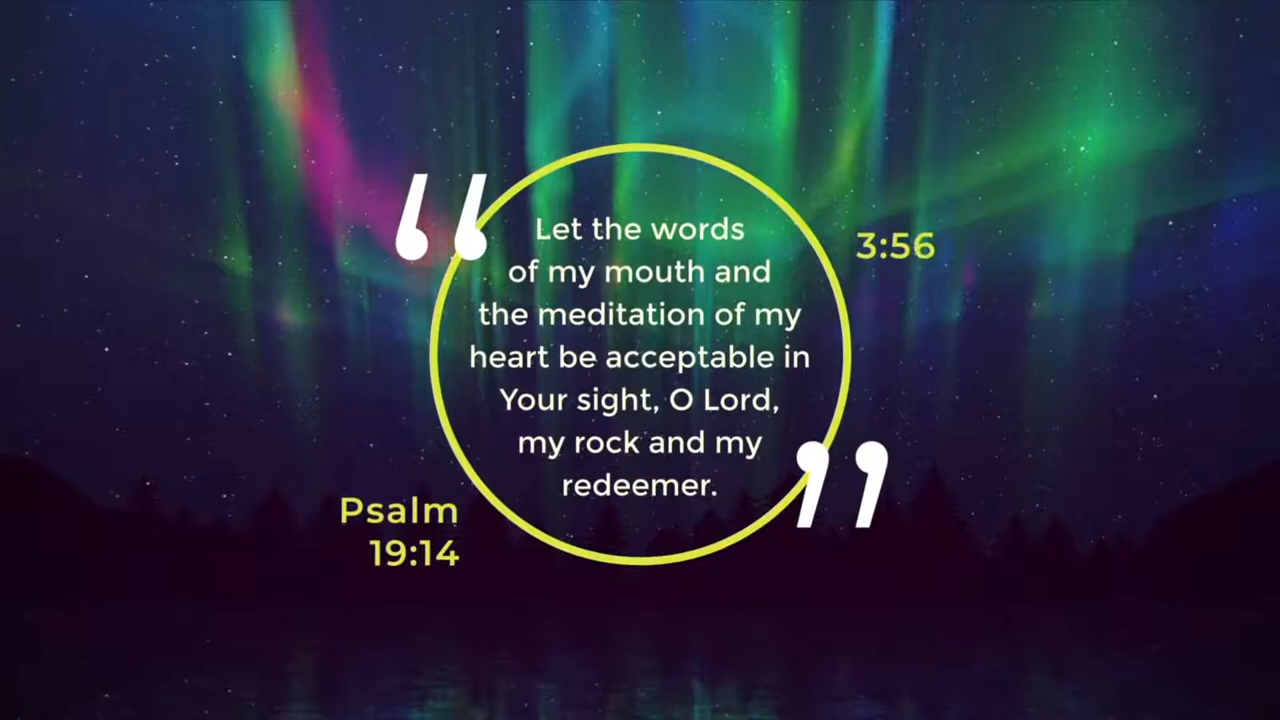 “
Let the words
of my mouth and
the meditation of my
heart be acceptable in
Your sight, O Lord,
my rock and my
redeemer.
”
3:56
Psalm
19:14